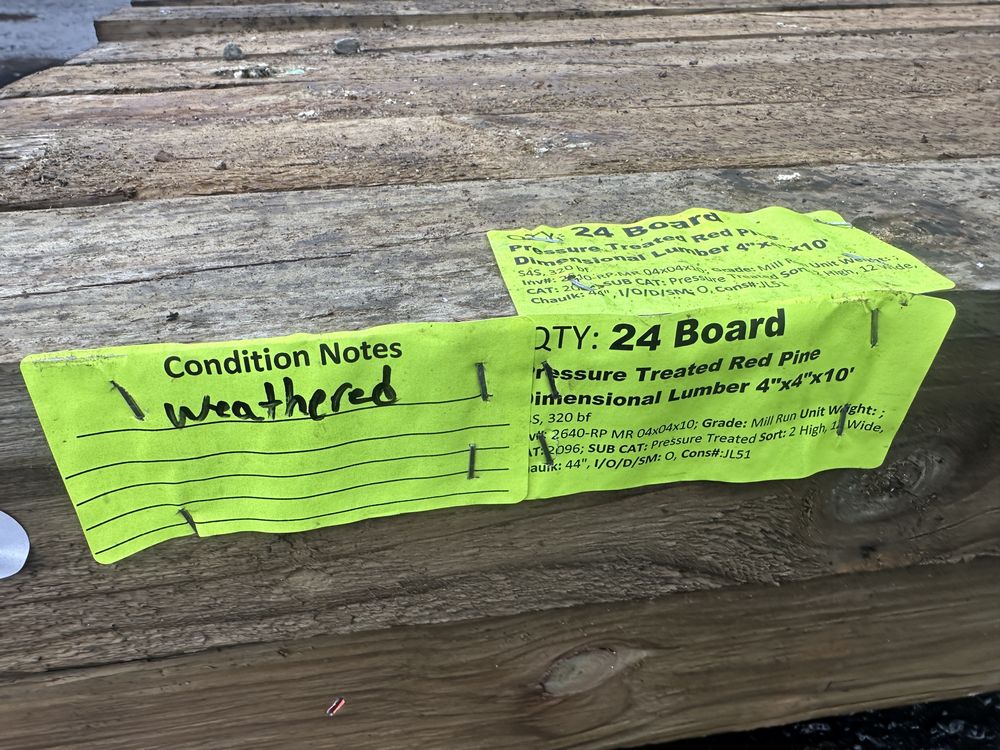 24 Board
Pressure Treated Red Pine
Dimensional Lumber 4"x4"x10'
S4S, 320 bf
Inv#: 2640-RP-MR 04x04x10; Grade: Mill Unit Weight: ;
CAT: SUB CAT: Pressure Treated Sort: 2 High, 12 Wide,
Chaulk: 44", I/O/D/SM: O, Cons#:JL51
Condition Notes
weathered
QTY: 24 Board
Pressure Treated Red Pine
Dimensional Lumber 4"x4"x10'
S, 320 bf
2640-RP MR 04x04x10; Grade: Mill Run Unit Weight: ;
AT: 2096; SUB CAT: Pressure Treated Sort: 2 High, 12 Wide,
haulk: 44", I/O/D/SM: O, Cons#:JL51